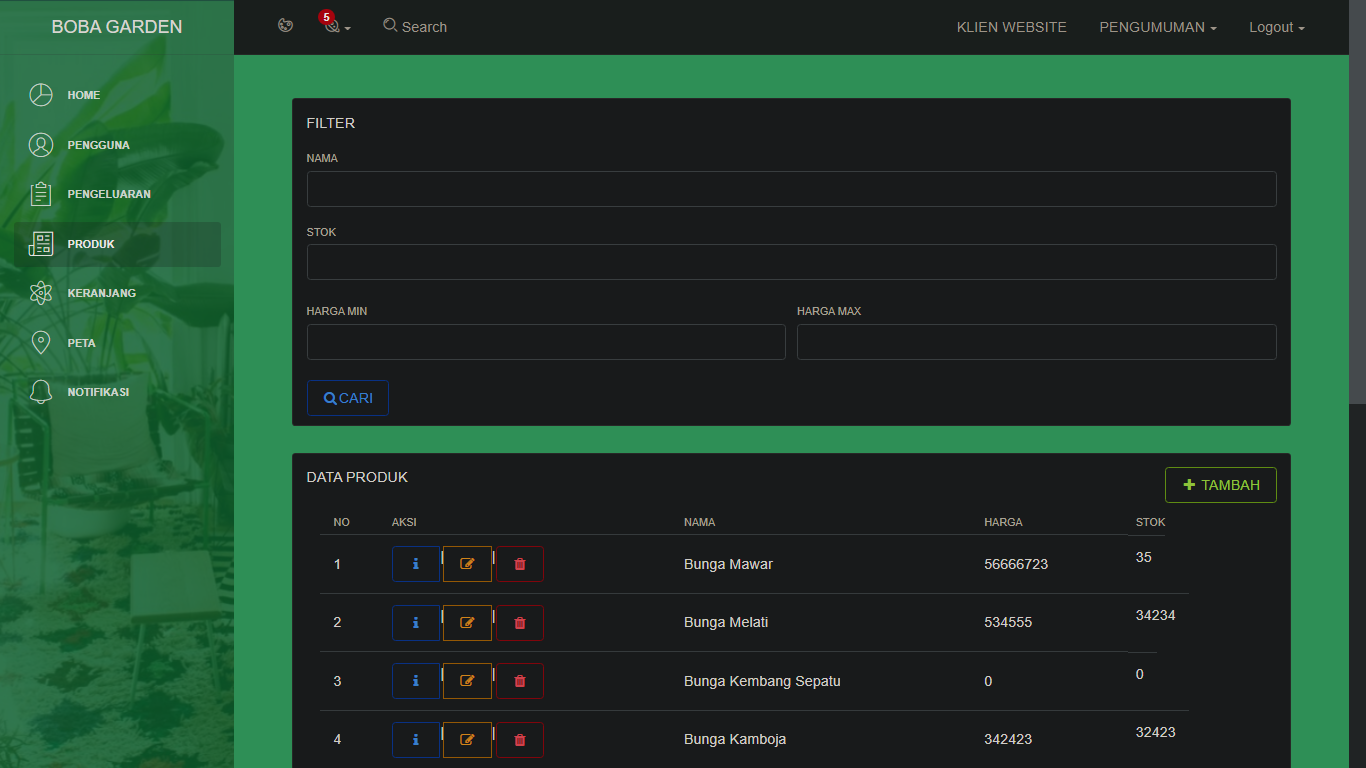 BOBA GARDEN
5
Search
KLIEN WEBSITE
PENGUMUMAN
Logout
HOME
PENGGUNA
PENGELUARAN
PRODUK
KERANJANG
PETA
NOTIFIKASI
FILTER
NAMA
STOK
HARGA MIN HARGA MAX
CARI
DATA PRODUK
+ TAMBAH
NO AKSI NAMA HARGA STOK
1 Bunga Mawar 56666723 35
2 Bunga Melati 534555 34234
3 Bunga Kembang Sepatu 0 0
4 Bunga Kamboja 342423 32423